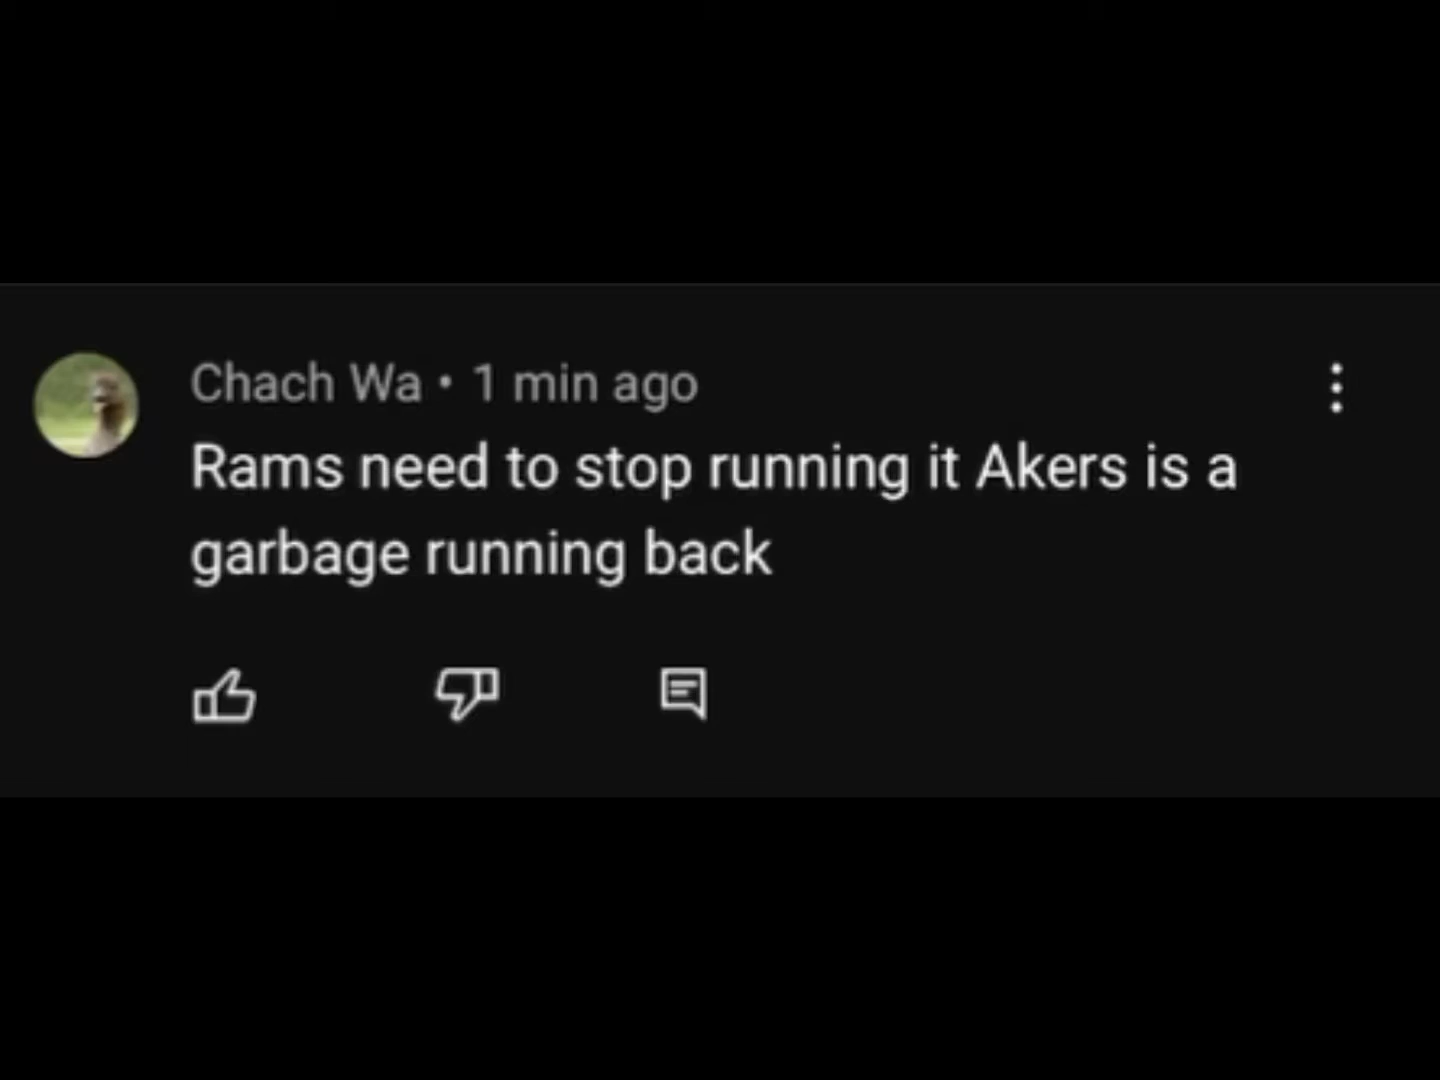 Chach Wa • 1 min ago
Rams need to stop running it Akers is a
garbage running back